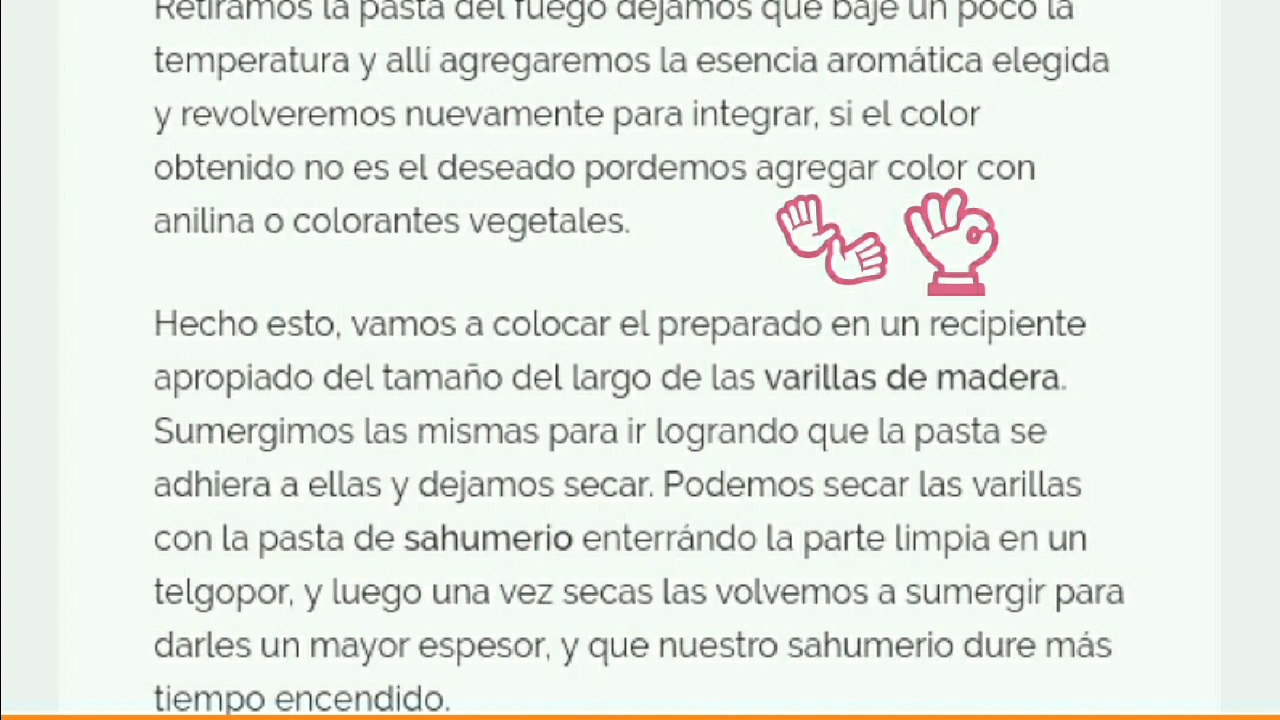 Retiramos la pasta del fuego dejamos que baje un poco la
temperatura y allí agregaremos la esencia aromática elegida
y revolveremos nuevamente para integrar, si el color
obtenido no es el deseado pordemos agregar color con
anilina o colorantes vegetales.
Hecho esto, vamos a colocar el preparado en un recipiente
apropiado del tamaño del largo de las varillas de madera.
Sumergimos las mismas para ir logrando que la pasta se
adhiera a ellas y dejamos secar. Podemos secar las varillas
con la pasta de sahumerio enterrándo la parte limpia en un
telgopor, y luego una vez secas las volvemos a sumergir para
darles un mayor espesor, y que nuestro sahumerio dure más
tiempo encendido.